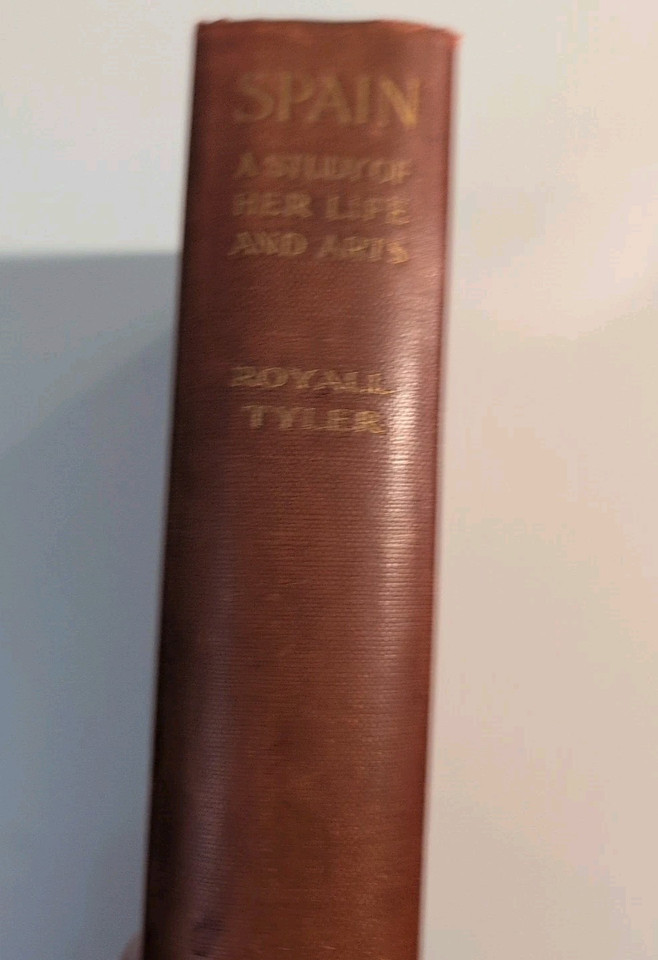 SPAIN
A STUDY OF
HER LIFE
AND ARTS
ROYALL
TYLER